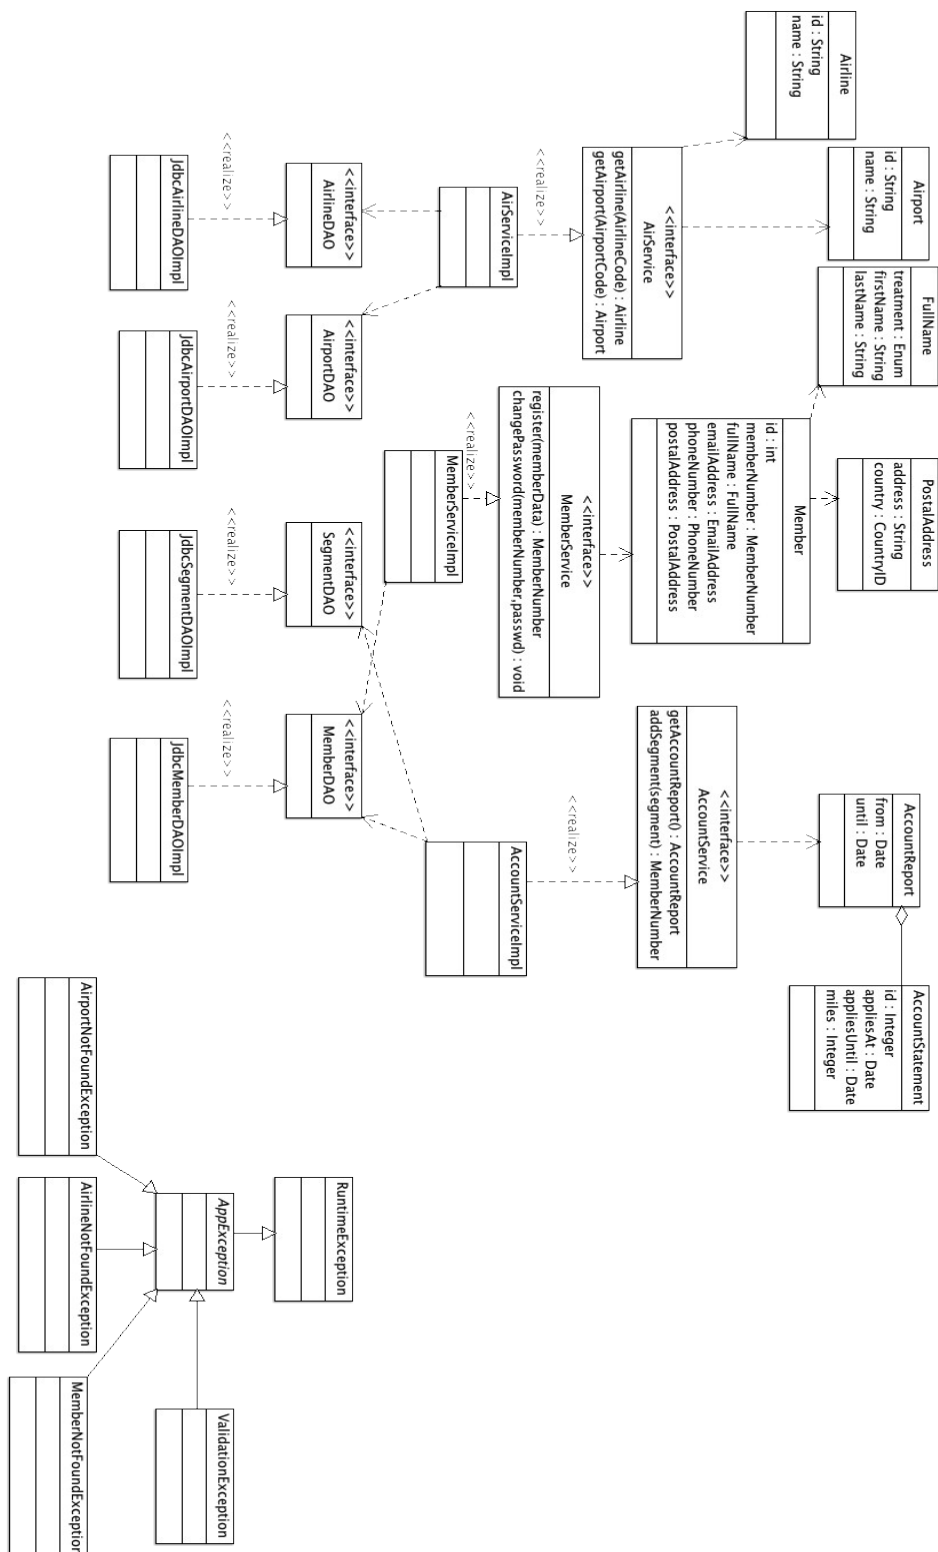 Airline
id : String
name : String
Airport
id : String
name : String
FullName
treatment : Enum
firstName : String
lastName : String
PostalAddress
address : String
country : CountryID
AccountReport
from : Date
until : Date
AccountStatement
id : Integer
appliesAt : Date
appliesUntil : Date
miles : Integer
Member
id : int
memberNumber : MemberNumber
fullName : FullName
emailAddress : EmailAddress
phoneNumber : PhoneNumber
postalAddress : PostalAddress
<<interface>>
AirService
getAirline(AirlineCode) : Airline
getAirport(AirportCode) : Airport
<<interface>>
MemberService
register(memberData) : MemberNumber
changePassword(memberNumber,passwd) : void
<<interface>>
AccountService
getAccountReport() : AccountReport
addSegment(segment) : MemberNumber
<<realize>>
<<realize>>
<<realize>>
AirServiceImpl
MemberServiceImpl
AccountServiceImpl
<<interface>>
AirlineDAO
<<interface>>
AirportDAO
<<interface>>
SegmentDAO
<<interface>>
MemberDAO
<<realize>>
<<realize>>
<<realize>>
<<realize>>
JdbcAirlineDAOImpl
JdbcAirportDAOImpl
JdbcSegmentDAOImpl
JdbcMemberDAOImpl
RuntimeException
AppException
ValidationException
AirportNotFoundException
AirlineNotFoundException
MemberNotFoundException